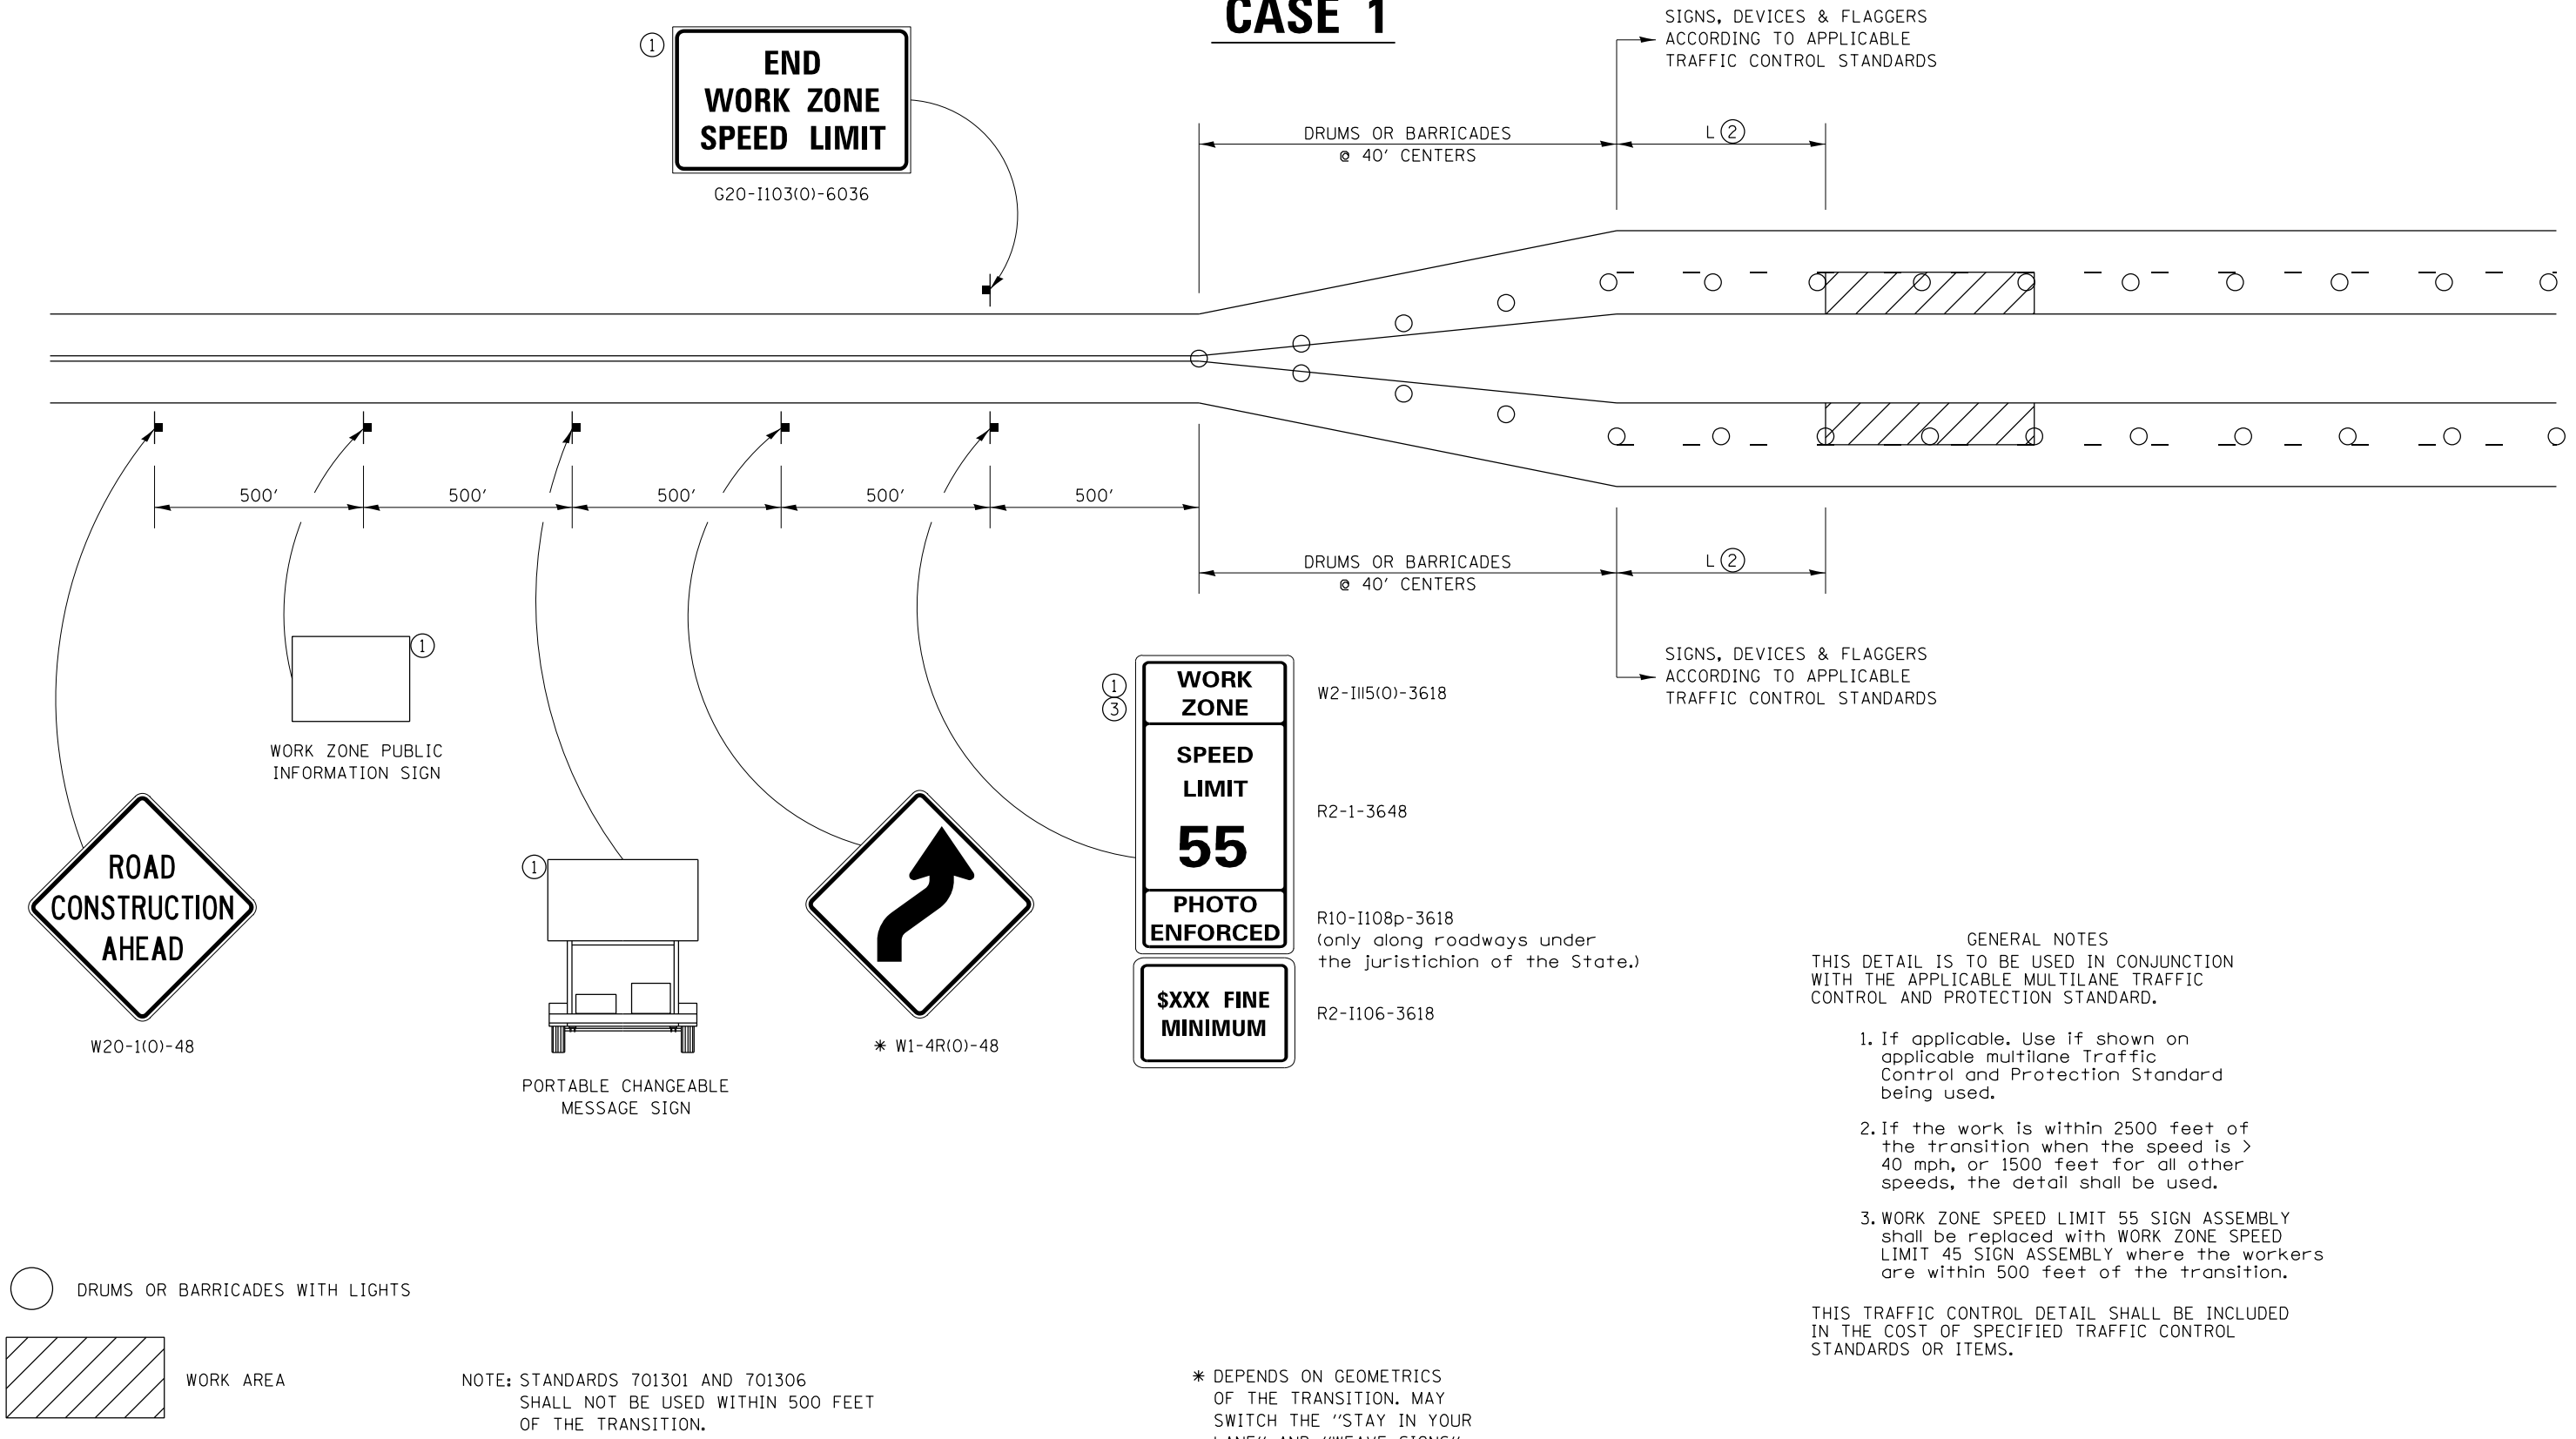 CASE 1
SIGNS, DEVICES & FLAGGERS
ACCORDING TO APPLICABLE
TRAFFIC CONTROL STANDARDS
1
END
WORK ZONE
SPEED LIMIT
G20-I103(O)-6036
DRUMS OR BARRICADES
@ 40' CENTERS
L 2
500'
500'
500'
500'
500'
DRUMS OR BARRICADES
@ 40' CENTERS
L 2
SIGNS, DEVICES & FLAGGERS
ACCORDING TO APPLICABLE
TRAFFIC CONTROL STANDARDS
1
WORK ZONE PUBLIC
INFORMATION SIGN
ROAD
CONSTRUCTION
AHEAD
W20-1(O)-48
1
PORTABLE CHANGEABLE
MESSAGE SIGN
* W1-4R(O)-48
1
3
WORK
ZONE
W2-I115(O)-3618
SPEED
LIMIT
55
R2-1-3648
PHOTO
ENFORCED
R10-I108p-3618
(only along roadways under
the juristichion of the State.)
$XXX FINE
MINIMUM
R2-I106-3618
GENERAL NOTES
THIS DETAIL IS TO BE USED IN CONJUNCTION
WITH THE APPLICABLE MULTILANE TRAFFIC
CONTROL AND PROTECTION STANDARD.
1. If applicable. Use if shown on
applicable multilane Traffic
Control and Protection Standard
being used.
2. If the work is within 2500 feet of
the transition when the speed is >
40 mph, or 1500 feet for all other
speeds, the detail shall be used.
3. WORK ZONE SPEED LIMIT 55 SIGN ASSEMBLY
shall be replaced with WORK ZONE SPEED
LIMIT 45 SIGN ASSEMBLY where the workers
are within 500 feet of the transition.
THIS TRAFFIC CONTROL DETAIL SHALL BE INCLUDED
IN THE COST OF SPECIFIED TRAFFIC CONTROL
STANDARDS OR ITEMS.
DRUMS OR BARRICADES WITH LIGHTS
WORK AREA
NOTE: STANDARDS 701301 AND 701306
SHALL NOT BE USED WITHIN 500 FEET
OF THE TRANSITION.
* DEPENDS ON GEOMETRICS
OF THE TRANSITION. MAY
SWITCH THE "STAY IN YOUR
LANE" AND "WEAVE SIGNS"